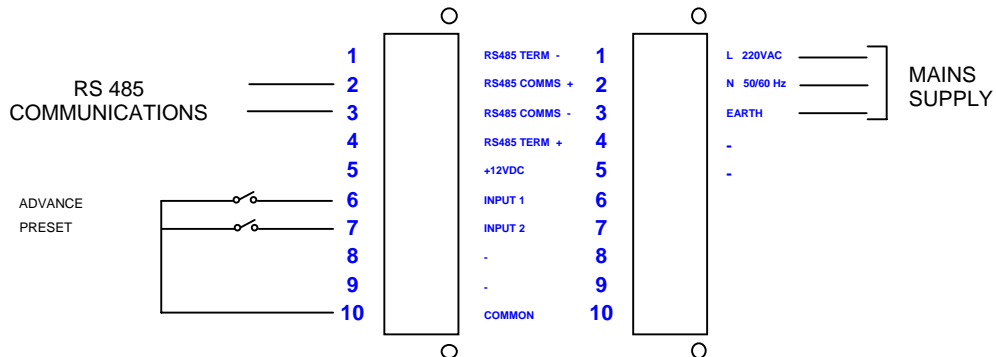 1 RS485 TERM - 1 L 220VAC
2 RS485 COMMS + 2 N 50/60 Hz
3 RS485 COMMS - 3 EARTH
4 RS485 TERM + 4 -
5 +12VDC 5 -
6 INPUT 1 6
7 INPUT 2 7
8 - 8
9 - 9
10 COMMON 10
RS 485
COMMUNICATIONS
ADVANCE
PRESET
MAINS
SUPPLY